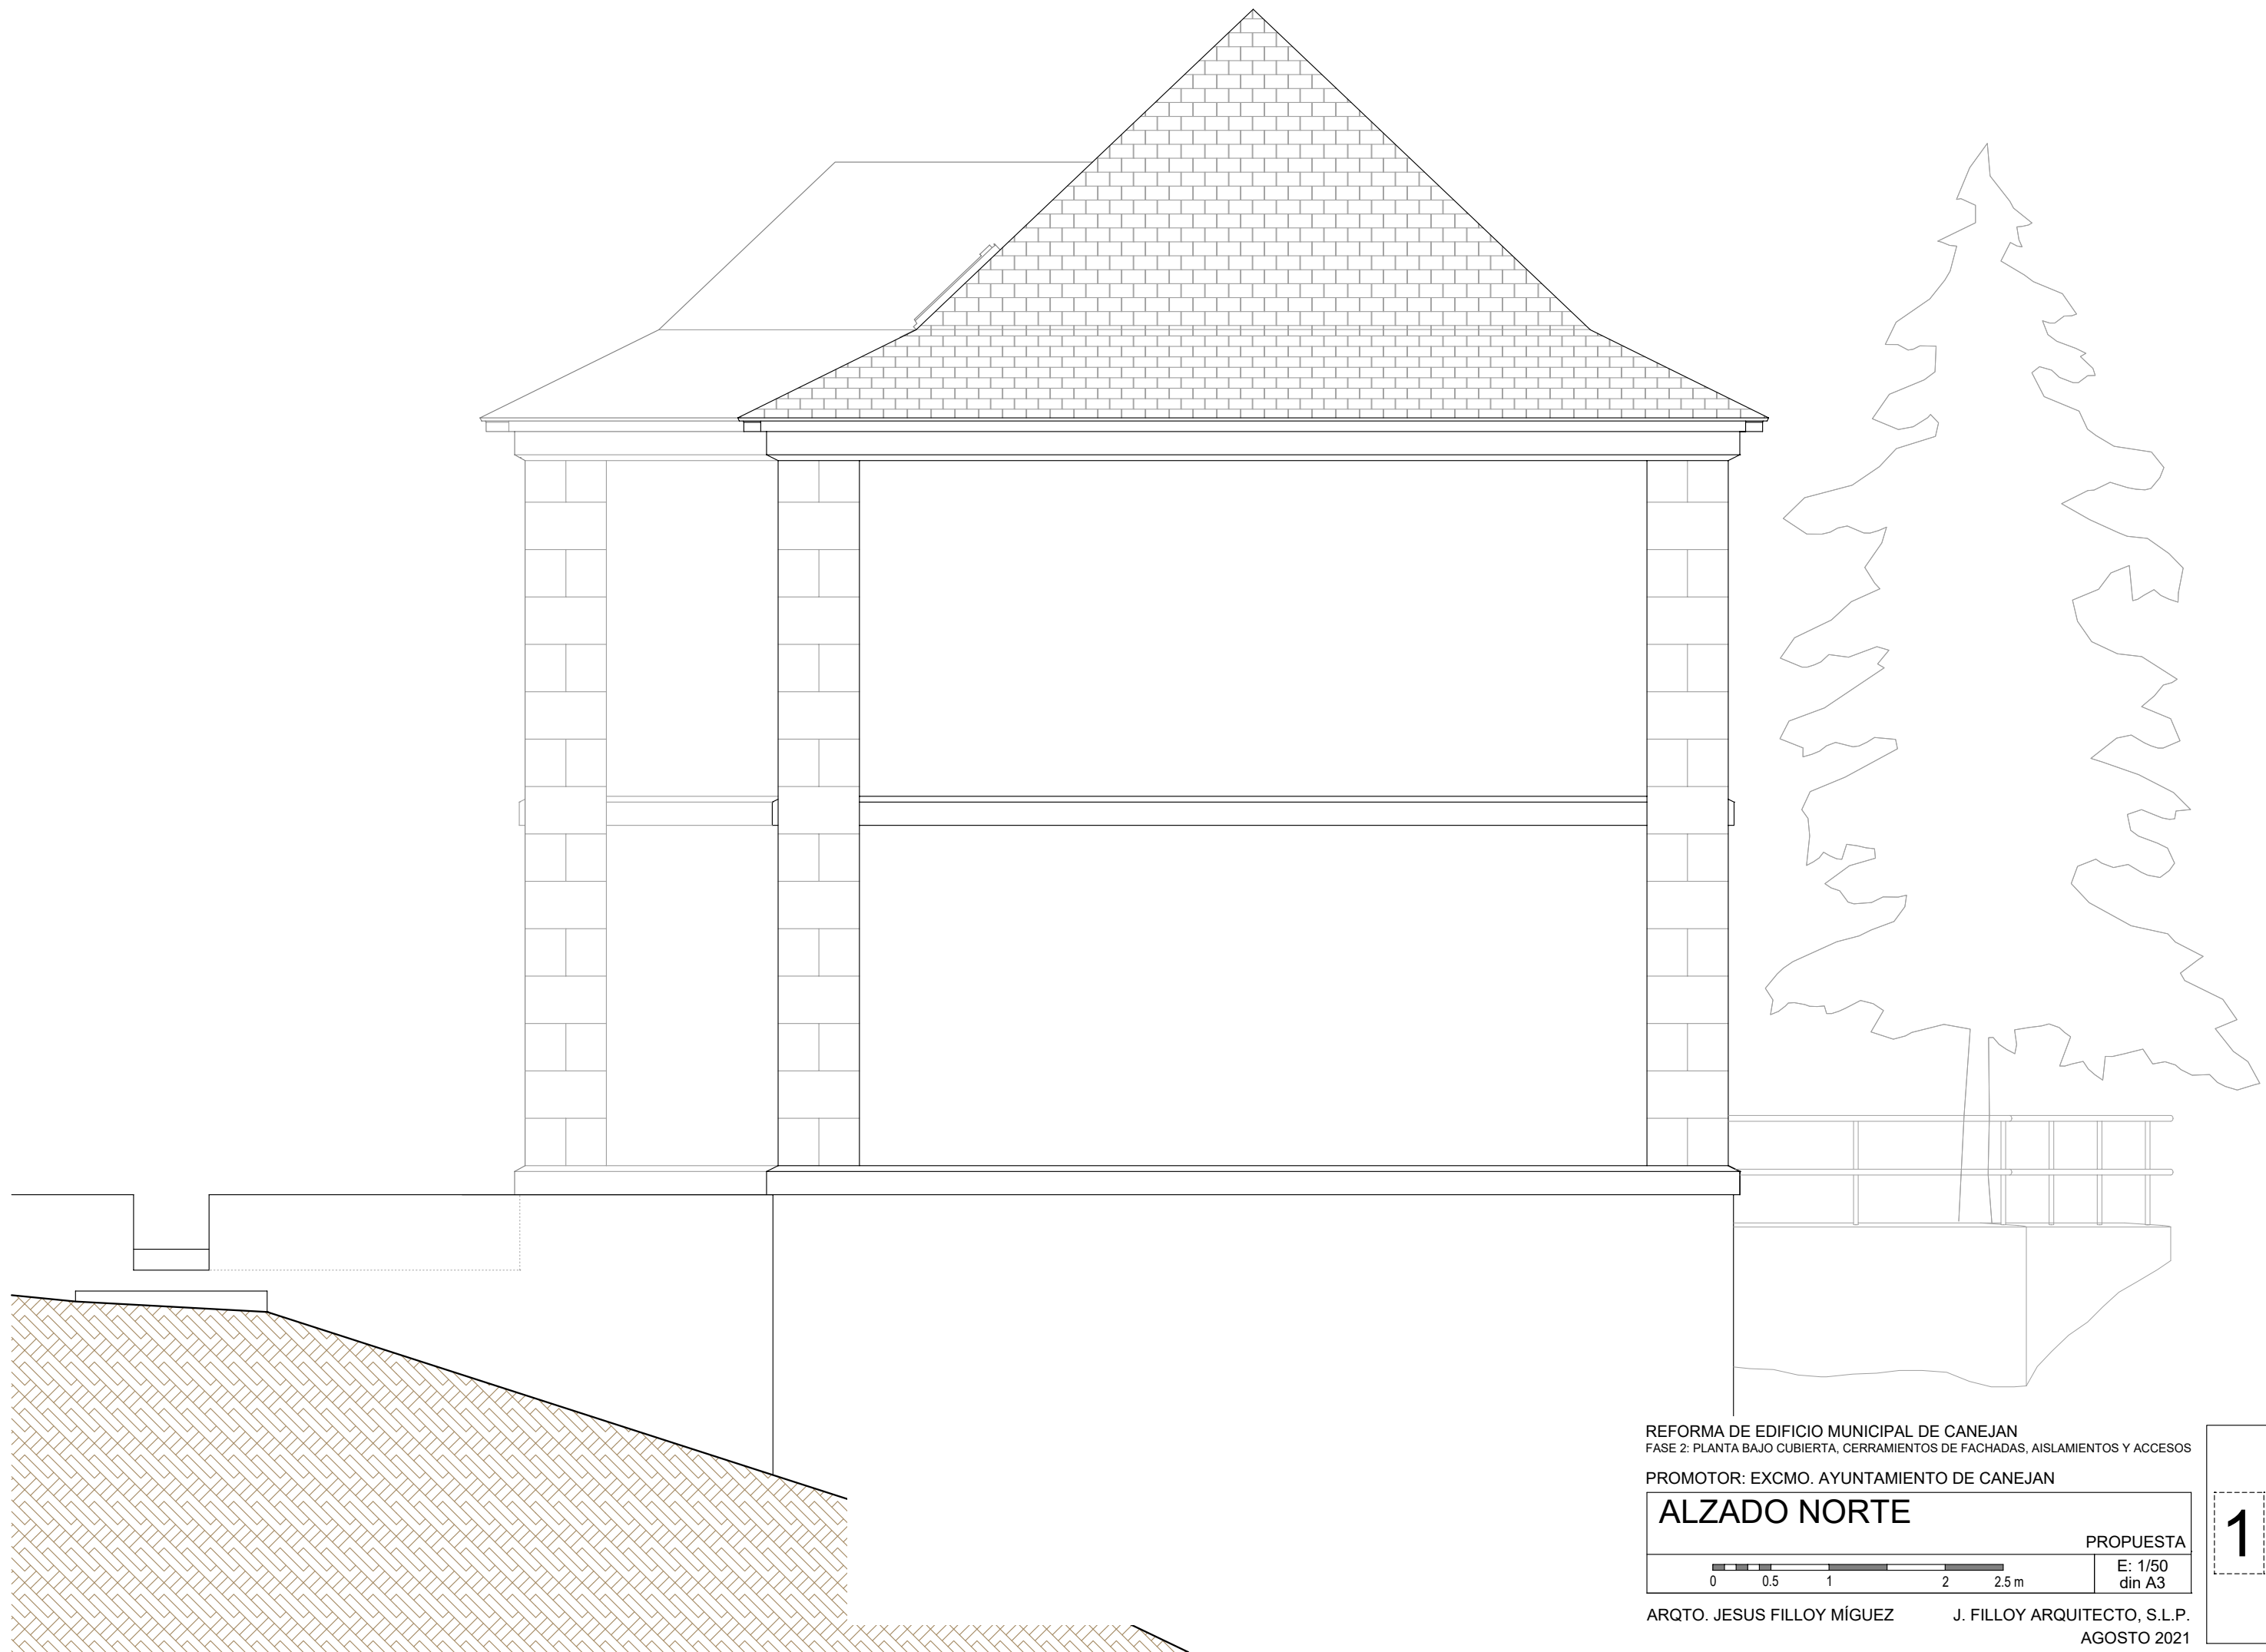 REFORMA DE EDIFICIO MUNICIPAL DE CANEJAN
FASE 2: PLANTA BAJO CUBIERTA, CERRAMIENTOS DE FACHADAS, AISLAMIENTOS Y ACCESOS
PROMOTOR: EXCMO. AYUNTAMIENTO DE CANEJAN
ALZADO NORTE
PROPUESTA
0 0.5 1 2 2.5 m
E: 1/50
din A3
ARQTO. JESUS FILLOY MÍGUEZ J. FILLOY ARQUITECTO, S.L.P.
AGOSTO 2021
1